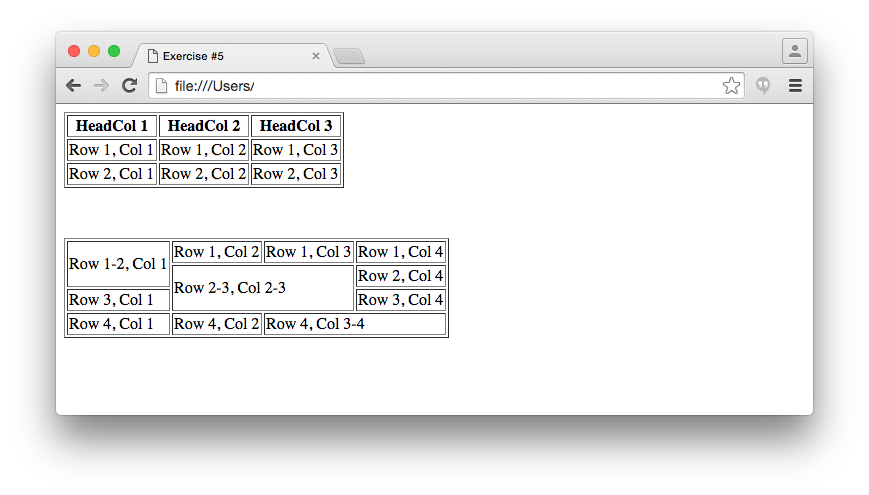 Exercise #5
file:///Users/
HeadCol 1 HeadCol 2 HeadCol 3
Row 1, Col 1 Row 1, Col 2 Row 1, Col 3
Row 2, Col 1 Row 2, Col 2 Row 2, Col 3
Row 1-2, Col 1 Row 1, Col 2 Row 1, Col 3 Row 1, Col 4
Row 2-3, Col 2-3 Row 2, Col 4
Row 3, Col 1 Row 3, Col 4
Row 4, Col 1 Row 4, Col 2 Row 4, Col 3-4